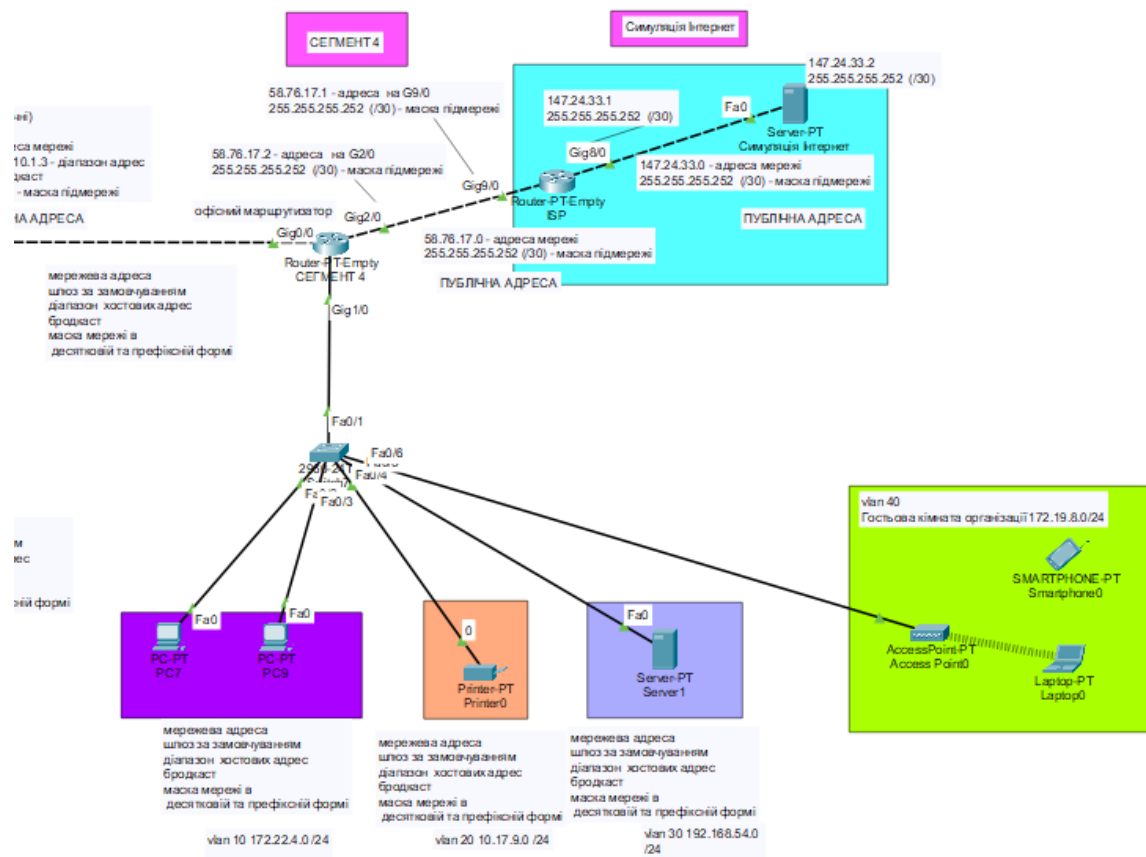 СЕГМЕНТ 4
Симуляція Інтернет
147.24.33.2
255.255.255.252 (/30)
58.76.17.1 - адреса на G9/0
255.255.255.252 (/30) - маска підмережі
147.24.33.1
255.255.255.252 (/30)
Fa0
Server-PT
Симуляція Інтернет
чні)
са мережі
10.1.3 - діапазон адрес
дкаст
- маска підмережі
НА АДРЕСА
58.76.17.2 - адреса на G2/0
255.255.255.252 (/30) - маска підмережі
Gig8/0
147.24.33.0 - адреса мережі
255.255.255.252 (/30) - маска підмережі
Gig9/0
Router-PT-Empty
ISP
ПУБЛІЧНА АДРЕСА
офісний маршрутизатор
Gig2/0
Gig0/0
58.76.17.0 - адреса мережі
255.255.255.252 (/30) - маска підмережі
Router-PT-Empty
СЕГМЕНТ 4
ПУБЛІЧНА АДРЕСА
мережева адреса
шлюз за замовчуванням
діапазон хостових адрес
бродкаст
маска мережі в
десятковій та префіксній формі
Gig1/0
Fa0/1
Fa0/6
Fa0/4
Fa0/3
vlan 40
Гостьова кімната організації 172.19.8.0/24
SMARTPHONE-PT
Smartphone0
м
ес
сній формі
Fa0
Fa0
0
Fa0
PC-PT
PC7
PC-PT
PC9
Printer-PT
Printer0
Server-PT
Server1
AccessPoint-PT
Access Point0
Laptop-PT
Laptop0
мережева адреса
шлюз за замовчуванням
діапазон хостових адрес
бродкаст
маска мережі в
десятковій та префіксній формі
мережева адреса
шлюз за замовчуванням
діапазон хостових адрес
бродкаст
маска мережі в
десятковій та префіксній формі
мережева адреса
шлюз за замовчуванням
діапазон хостових адрес
бродкаст
маска мережі в
десятковій та префіксній формі
vlan 10 172.22.4.0 /24
vlan 20 10.17.9.0 /24
vlan 30 192.168.54.0
/24